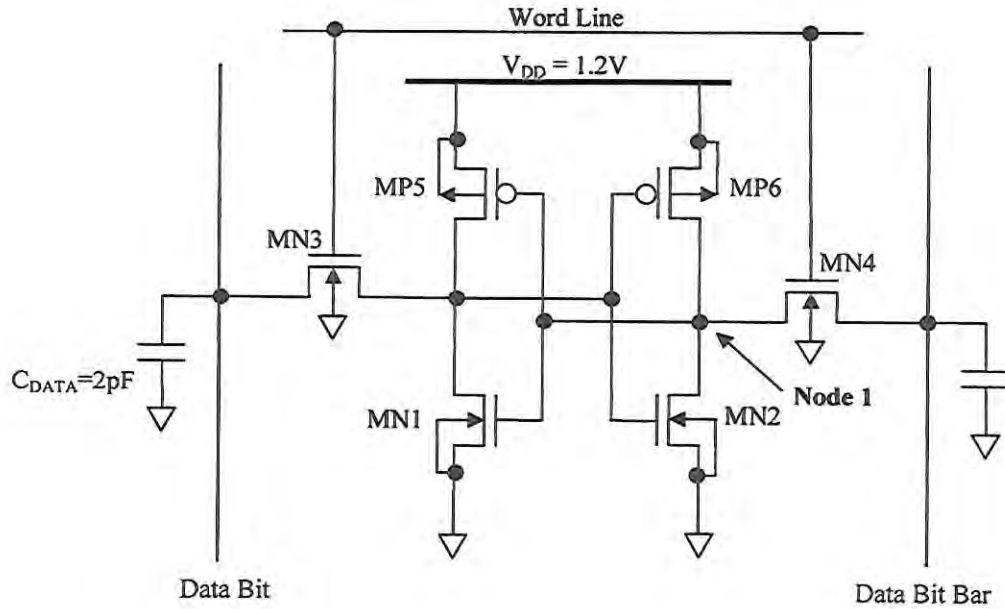 Word Line
V_DD = 1.2V
MP5
MP6
MN3
MN4
C_DATA=2pF
MN1
MN2
Node 1
Data Bit
Data Bit Bar